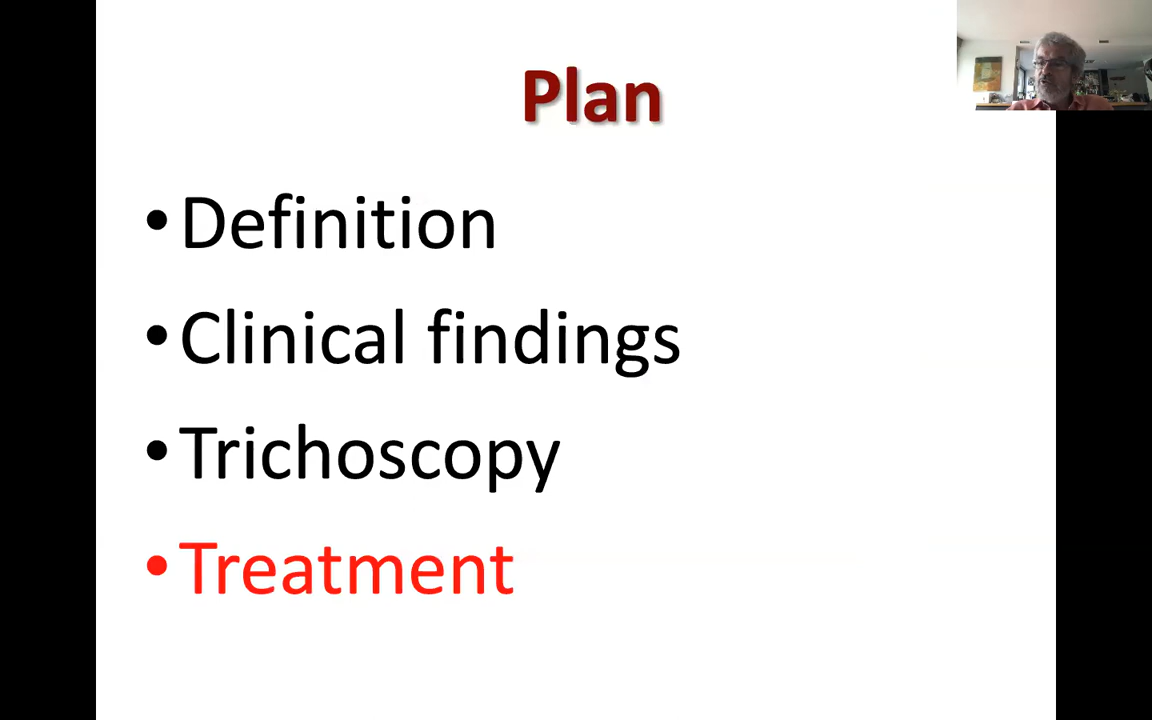 Plan
• Definition
• Clinical findings
• Trichoscopy
• Treatment